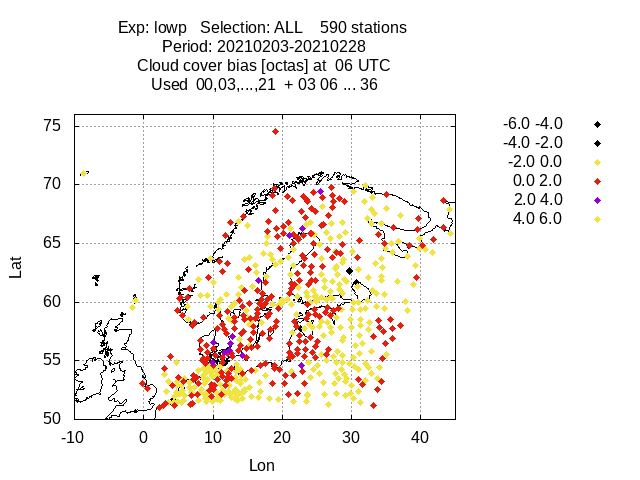 Exp: lowp   Selection: ALL    590 stations
Period: 20210203-20210228
Cloud cover bias [octas] at  06 UTC
Used  00,03,...,21  + 03 06 ... 36
-6.0 -4.0
-4.0 -2.0
-2.0 0.0
0.0 2.0
2.0 4.0
4.0 6.0
75
70
65
60
55
50
Lat
-10 0 10 20 30 40
Lon